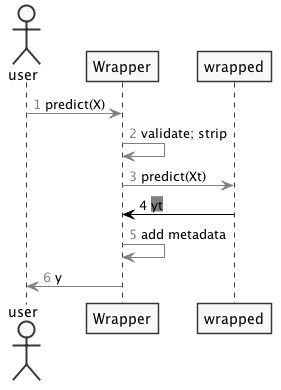 user
Wrapper
wrapped
1 predict(X)
2 validate; strip
3 predict(Xt)
4 yt
5 add metadata
6 y
user
Wrapper
wrapped